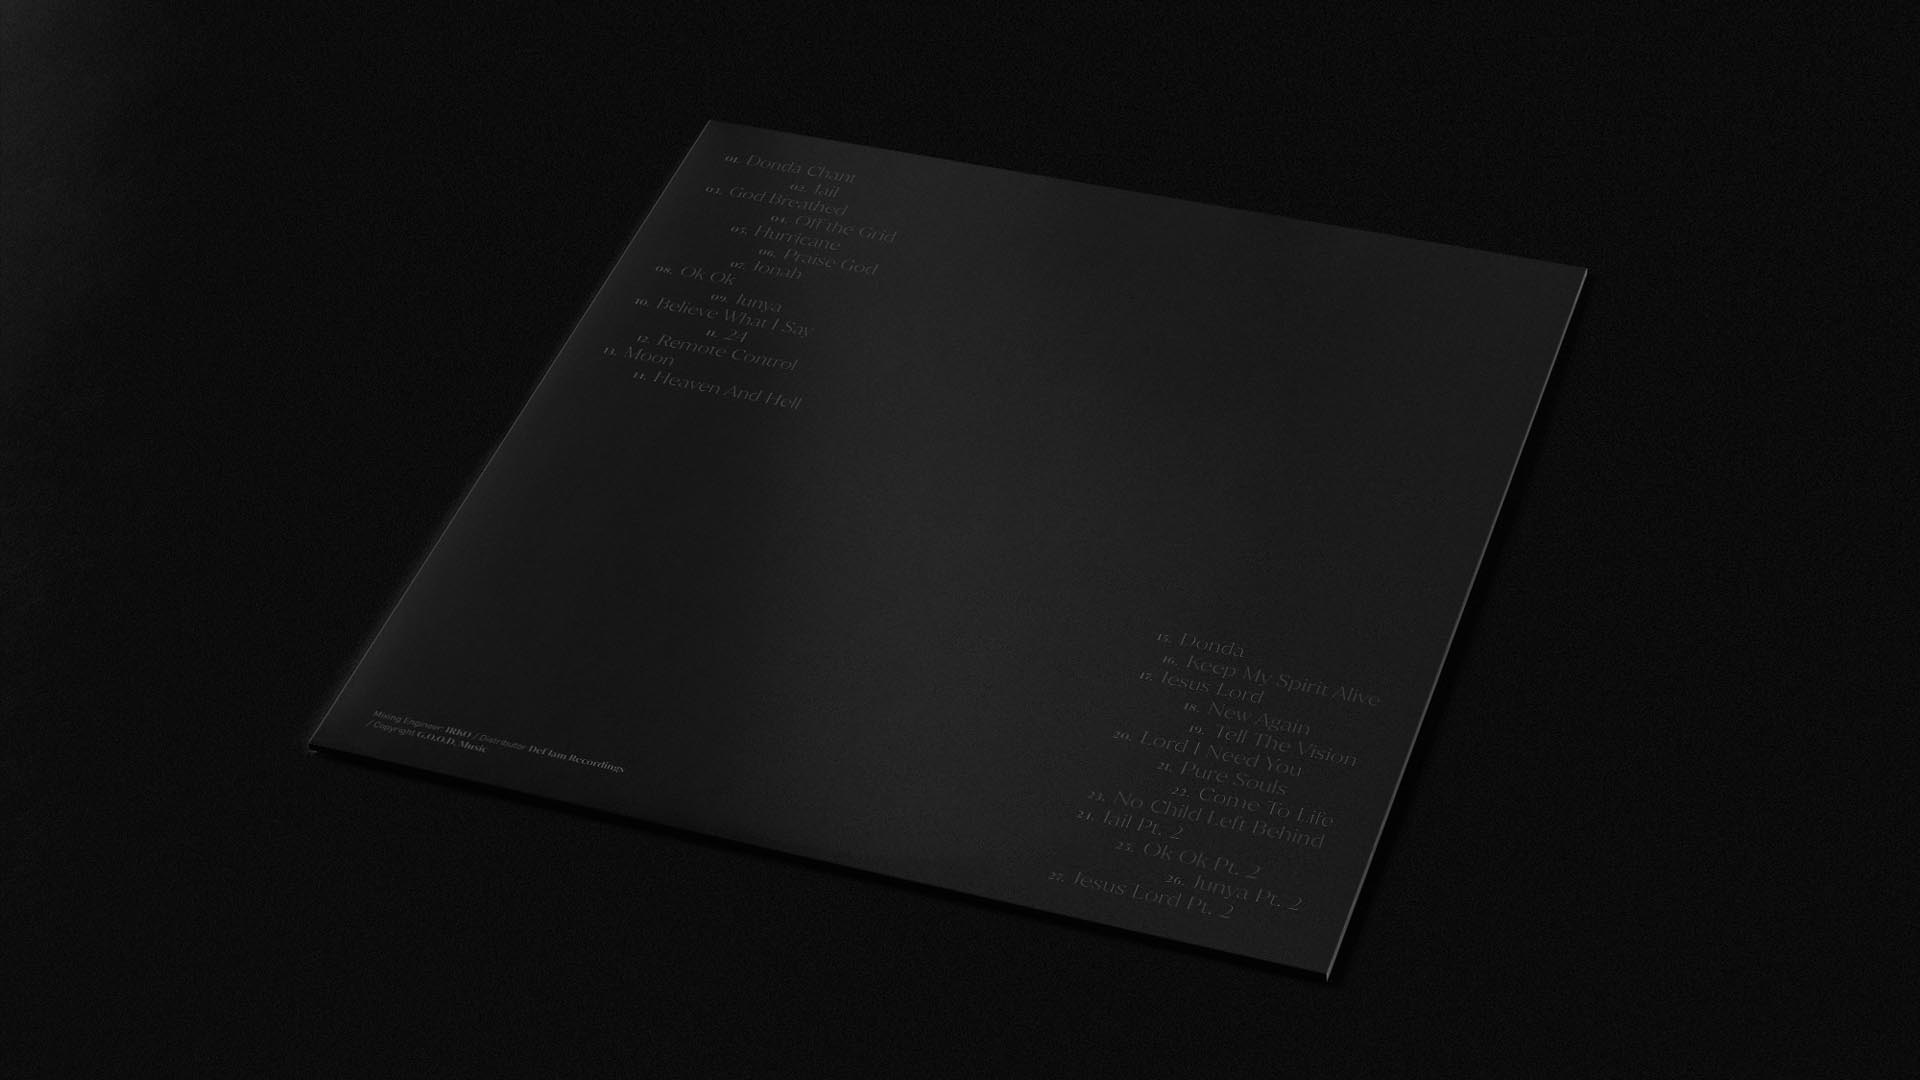 01. Donda Chant
02. Jail
03. God Breathed
04. Off the Grid
05. Hurricane
06. Praise God
07. Jonah
08. Ok Ok
09. Junya
10. Believe What I Say
11. 24
12. Remote Control
13. Moon
14. Heaven And Hell
15. Donda
16. Keep My Spirit Alive
17. Jesus Lord
18. New Again
19. Tell The Vision
20. Lord I Need You
21. Pure Souls
22. Come To Life
23. No Child Left Behind
24. Jail Pt. 2
25. Ok Ok Pt. 2
26. Junya Pt. 2
27. Jesus Lord Pt. 2
Mixing Engineer: IRKO / Distributor Def Jam Recordings
/ Copyright G.O.O.D. Music